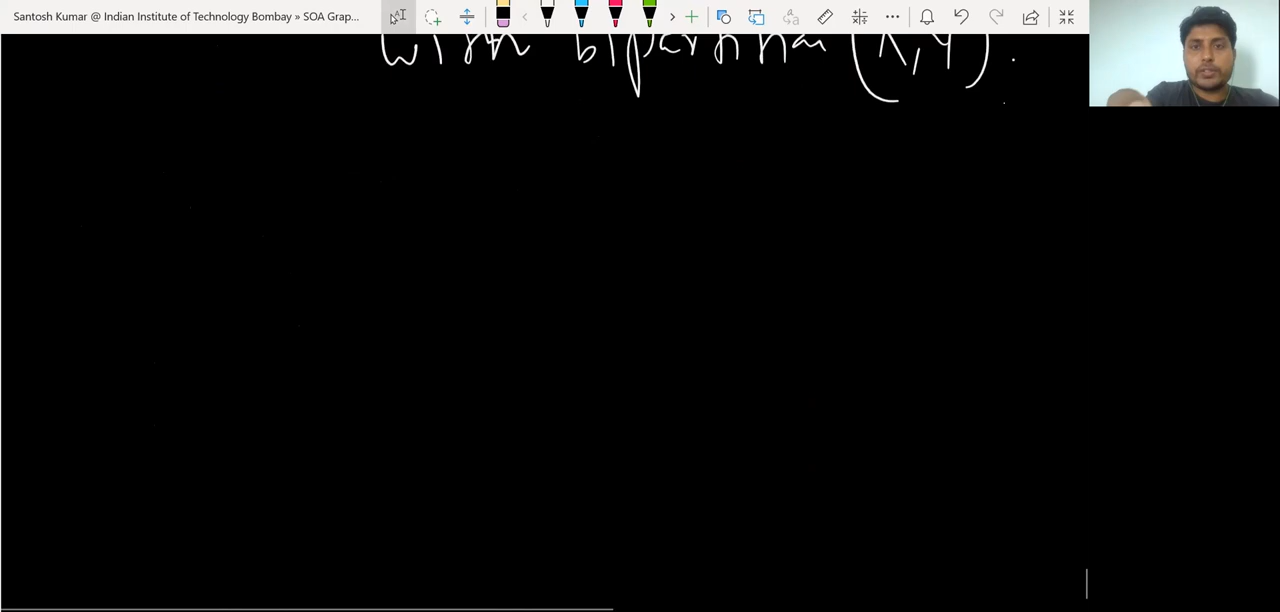 Santosh Kumar @ Indian Institute of Technology Bombay » SOA Grap...
with bipartition (X, Y).